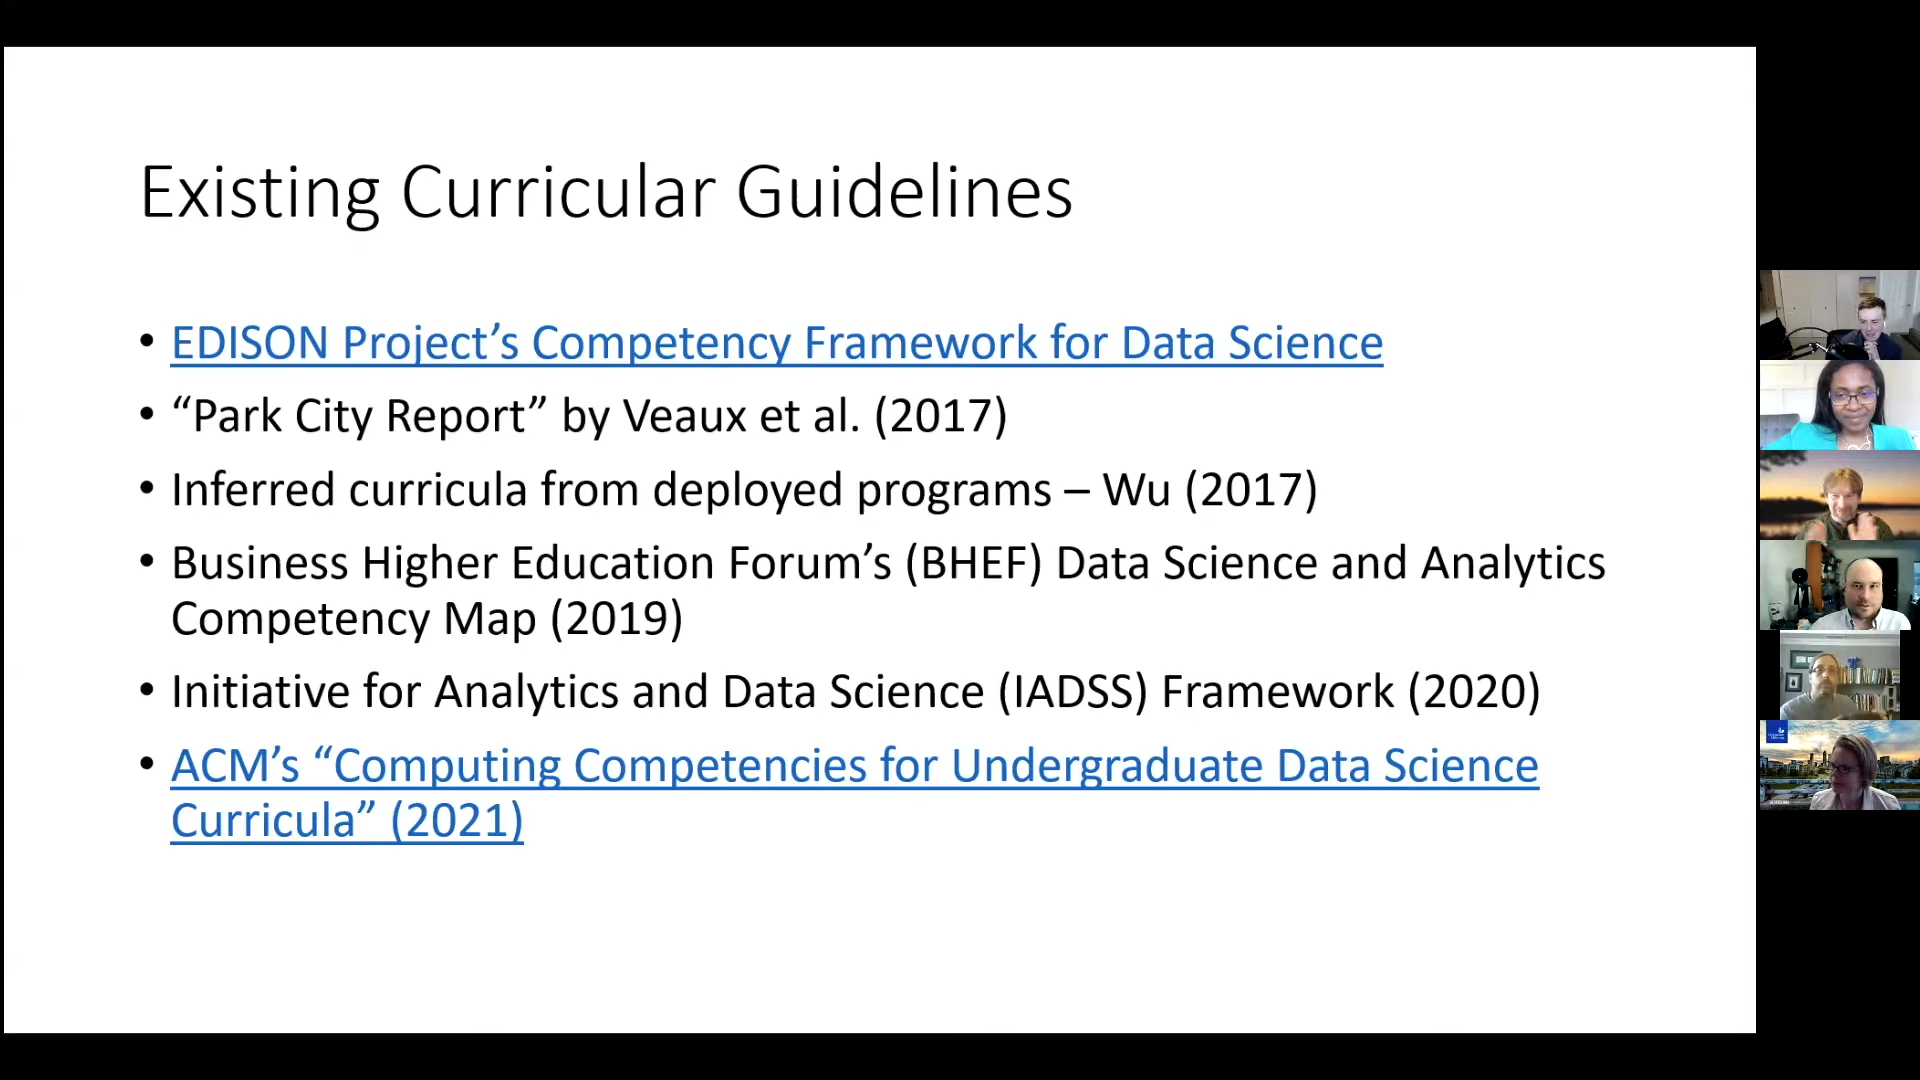 Existing Curricular Guidelines
• EDISON Project’s Competency Framework for Data Science
• “Park City Report” by Veaux et al. (2017)
• Inferred curricula from deployed programs – Wu (2017)
• Business Higher Education Forum’s (BHEF) Data Science and Analytics
Competency Map (2019)
• Initiative for Analytics and Data Science (IADSS) Framework (2020)
• ACM’s “Computing Competencies for Undergraduate Data Science
Curricula” (2021)